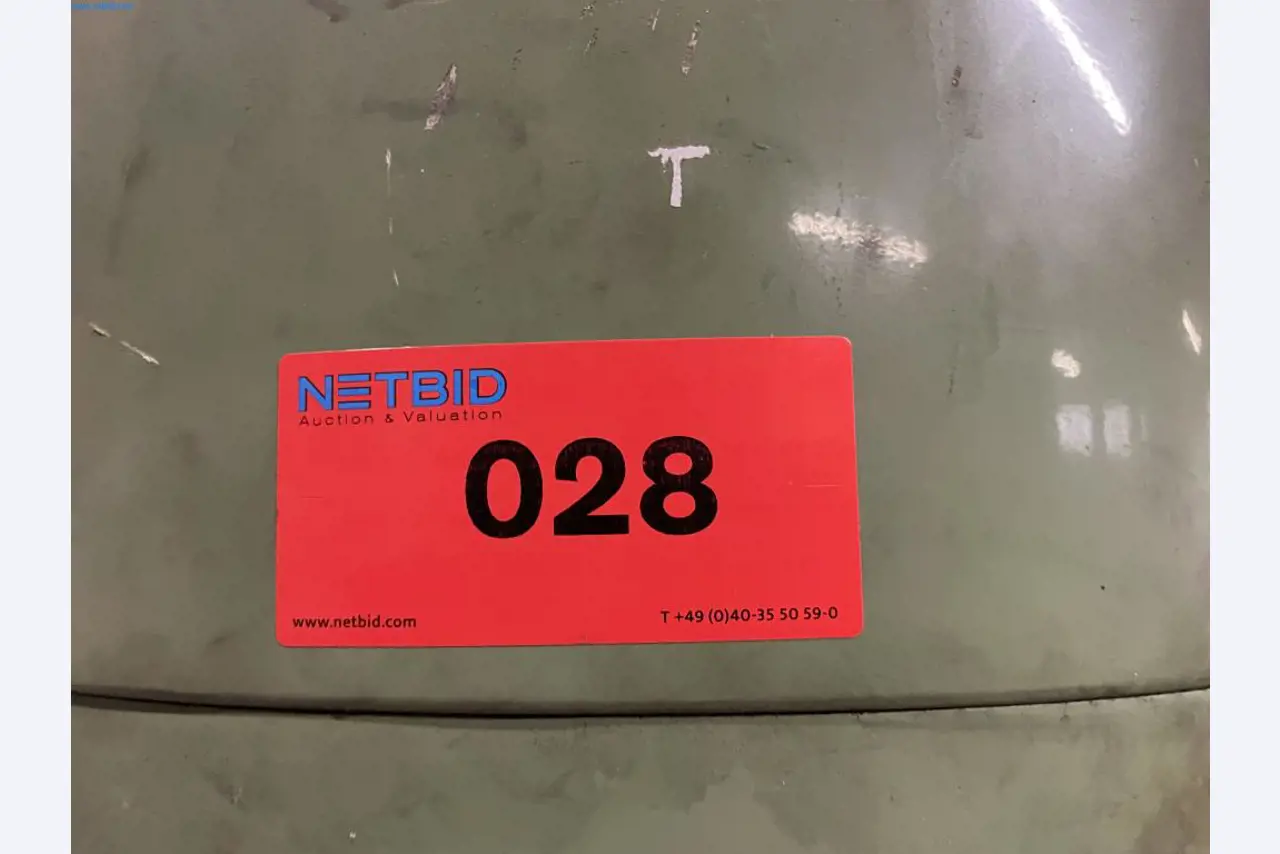 T
NETBID
Auction & Valuation
028
www.netbid.com
T +49 (0)40-35 50 59-0